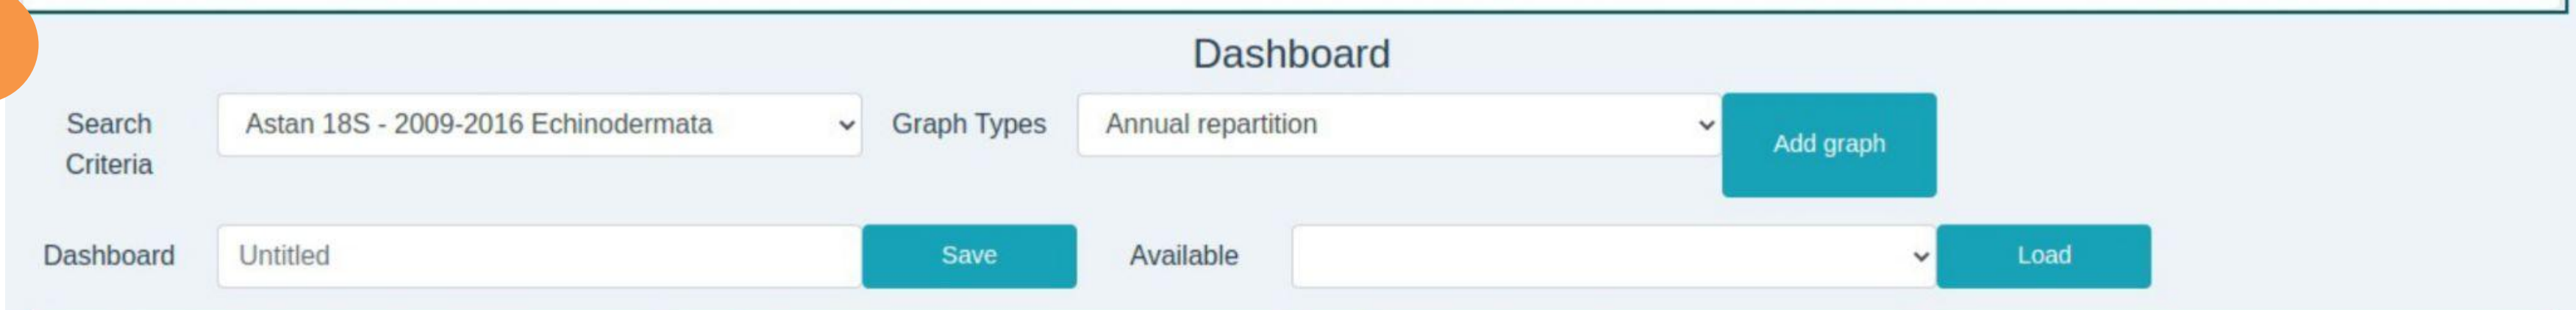 Dashboard
Search
Criteria
Astan 18S - 2009-2016 Echinodermata
Graph Types
Annual repartition
Add graph
Dashboard
Untitled
Save
Available
Load